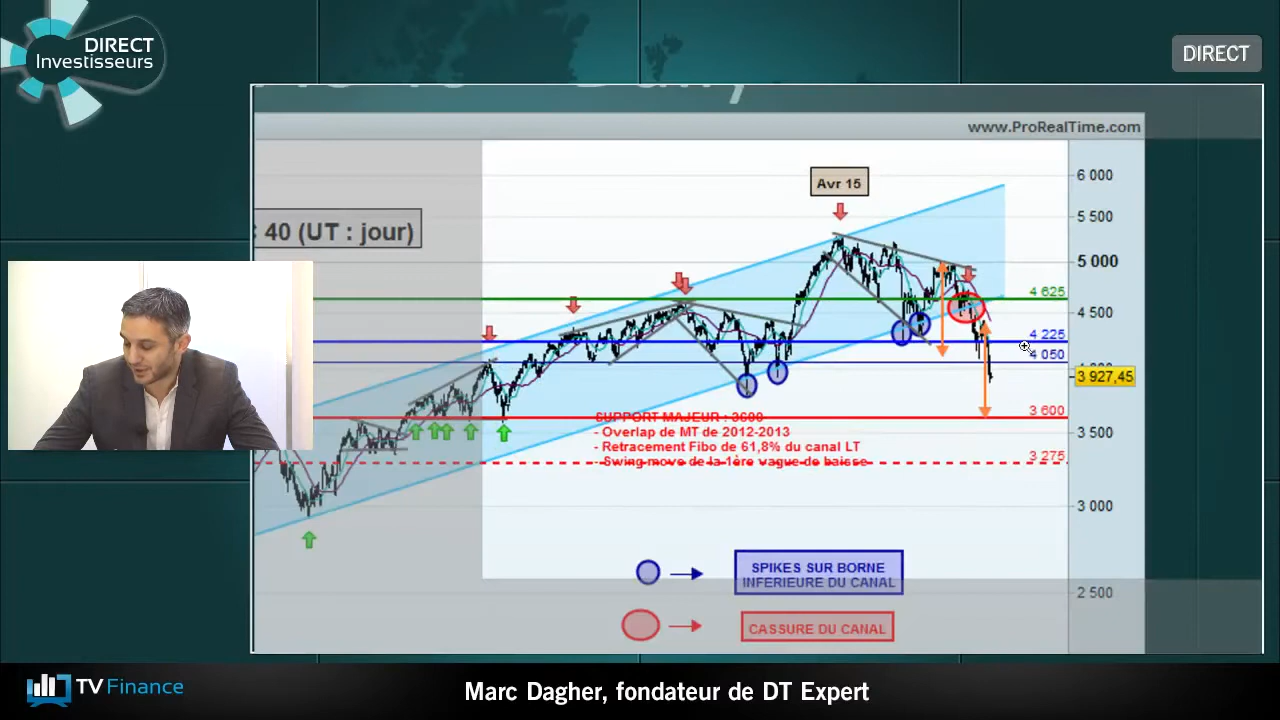 DIRECT
Investisseurs
DIRECT
www.ProRealTime.com
Avr 15
40 (UT : jour)
6 000
5 500
5 000
4 625
4 500
4 225
4 050
3 927,45
3 600
SUPPORT MAJEUR : 3600
- Overlap de MT de 2012-2013
- Retracement Fibo de 61,8% du canal LT
- Swing move de la 1ère vague de baisse
3 500
3 275
3 000
2 500
SPIKES SUR BORNE
INFERIEURE DU CANAL
CASSURE DU CANAL
TV Finance
Marc Dagher, fondateur de DT Expert